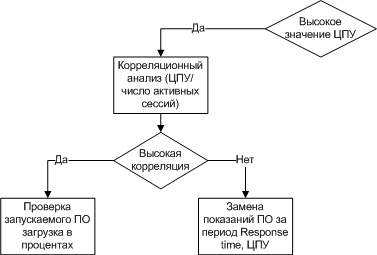 Да
Высокое
значение ЦПУ
Корреляционный
анализ (ЦПУ/
число активных
сессий)
Да
Высокая
корреляция
Нет
Проверка
запускаемого ПО
загрузка в
процентах
Замена
показаний ПО за
период Response
time, ЦПУ